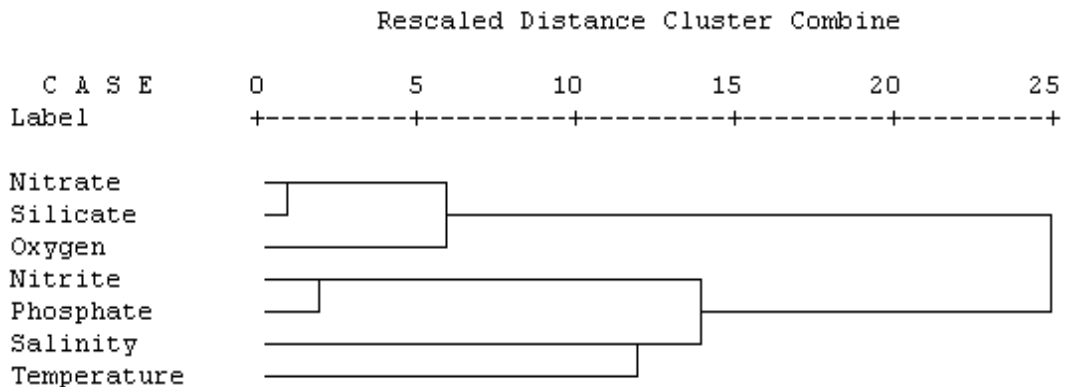 Rescaled Distance Cluster Combine
C A S E 0 5 10 15 20 25
Label +---------+---------+---------+---------+---------+
Nitrate
Silicate
Oxygen
Nitrite
Phosphate
Salinity
Temperature